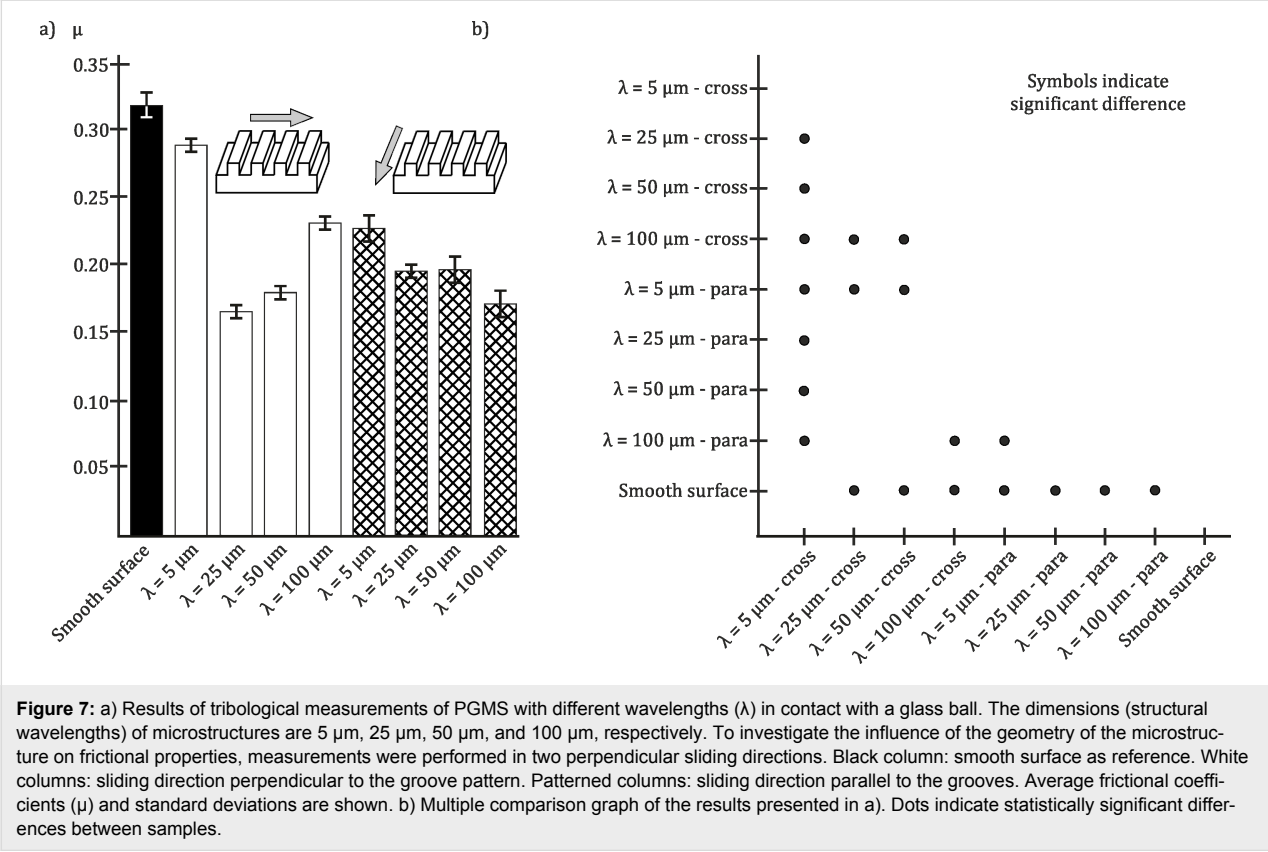 a) μ
0.35
0.30
0.25
0.20
0.15
0.10
0.05
Smooth surface
λ = 5 μm
λ = 25 μm
λ = 50 μm
λ = 100 μm
λ = 5 μm
λ = 25 μm
λ = 50 μm
λ = 100 μm
b)
Symbols indicate
significant difference
λ = 5 μm - cross
λ = 25 μm - cross
λ = 50 μm - cross
λ = 100 μm - cross
λ = 5 μm - para
λ = 25 μm - para
λ = 50 μm - para
λ = 100 μm - para
Smooth surface
λ = 5 μm - cross
λ = 25 μm - cross
λ = 50 μm - cross
λ = 100 μm - cross
λ = 5 μm - para
λ = 25 μm - para
λ = 50 μm - para
λ = 100 μm - para
Smooth surface
Figure 7: a) Results of tribological measurements of PGMS with different wavelengths (λ) in contact with a glass ball. The dimensions (structural
wavelengths) of microstructures are 5 μm, 25 μm, 50 μm, and 100 μm, respectively. To investigate the influence of the geometry of the microstruc-
ture on frictional properties, measurements were performed in two perpendicular sliding directions. Black column: smooth surface as reference. White
columns: sliding direction perpendicular to the groove pattern. Patterned columns: sliding direction parallel to the grooves. Average frictional coeffi-
cients (μ) and standard deviations are shown. b) Multiple comparison graph of the results presented in a). Dots indicate statistically significant differ-
ences between samples.